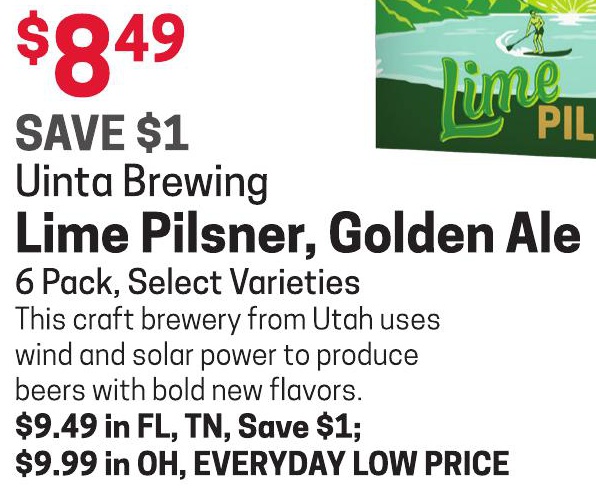 $8.49
SAVE $1
Lime
PIL
Uinta Brewing
Lime Pilsner, Golden Ale
6 Pack, Select Varieties
This craft brewery from Utah uses
wind and solar power to produce
beers with bold new flavors.
$9.49 in FL, TN, Save $1;
$9.99 in OH, EVERYDAY LOW PRICE